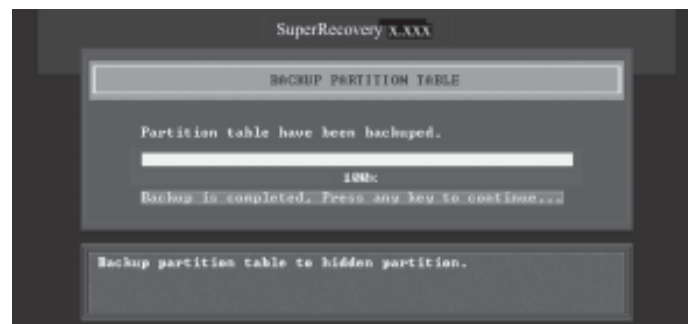 SuperRecovery x.xxx
BACKUP PARTITION TABLE
Partition table have been backuped.
100%
Backup is completed. Press any key to continue...
Backup partition table to hidden partition.